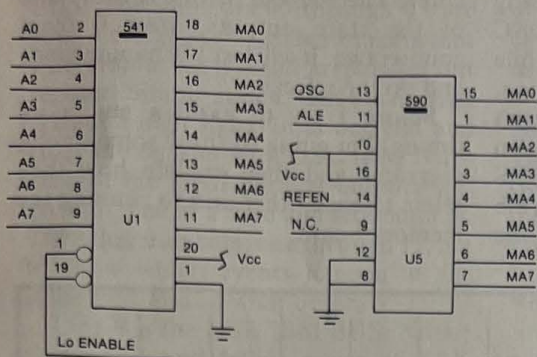 541
A0 2 18 MA0
A1 3 17 MA1
A2 4 16 MA2
A3 5 15 MA3
A4 6 14 MA4
A5 7 13 MA5
A6 8 12 MA6
A7 9 11 MA7
U1
1 20 Vcc
19 1
Lo ENABLE
590
OSC 13 15 MA0
ALE 11 1 MA1
10 2 MA2
Vcc 16 3 MA3
REFEN 14 4 MA4
N.C. 9 5 MA5
12 6 MA6
U5
8 7 MA7